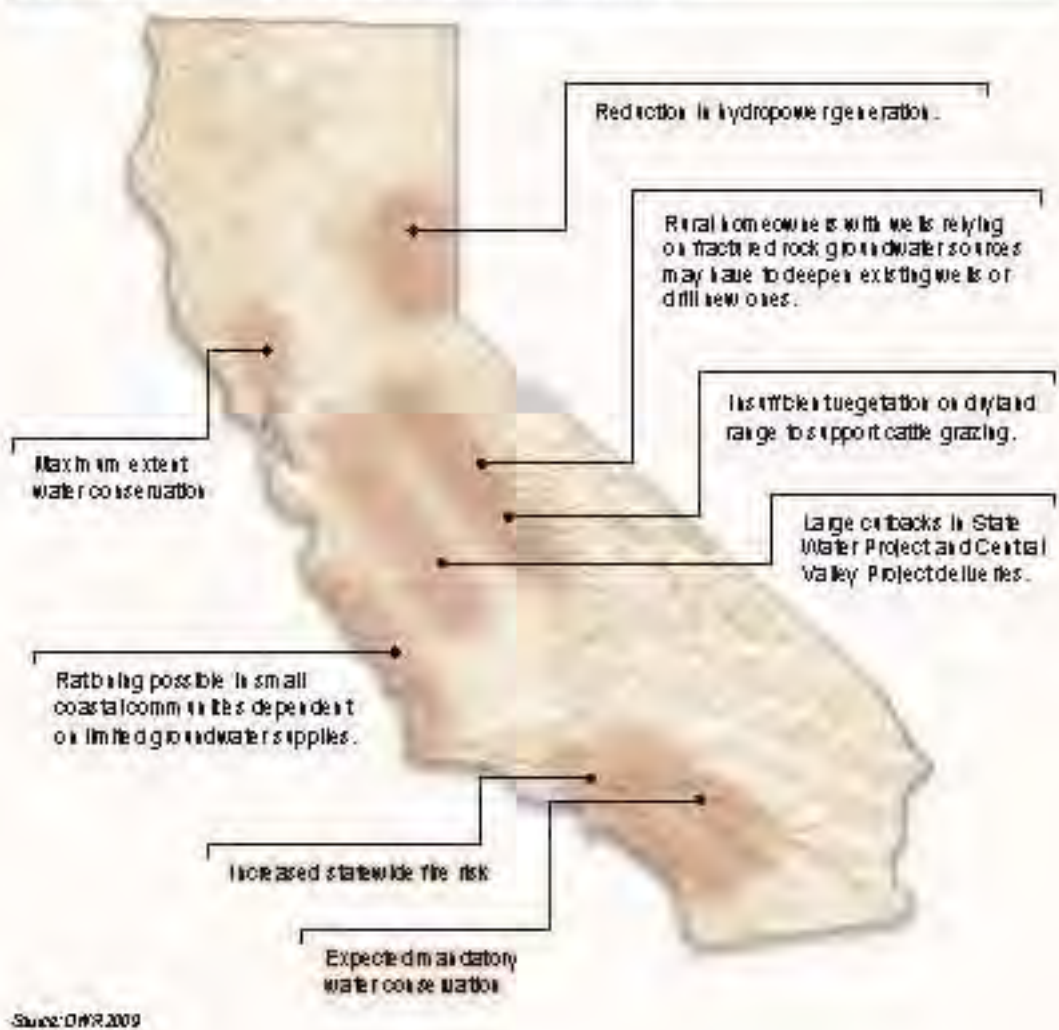 Reduction in hydropower generation.
Rural homeowners with wells relying
on fractured rock groundwater sources
may have to deepen existing wells or
drill new ones.
Insufficient vegetation on dryland
range to support cattle grazing.
Maximum extent
water conservation
Large cutbacks in State
Water Project and Central
Valley Project deliveries.
Rationing possible in small
coastal communities dependent
on limited groundwater supplies.
Increased statewide fire risk
Expected mandatory
water conservation
Source: DWR 2009